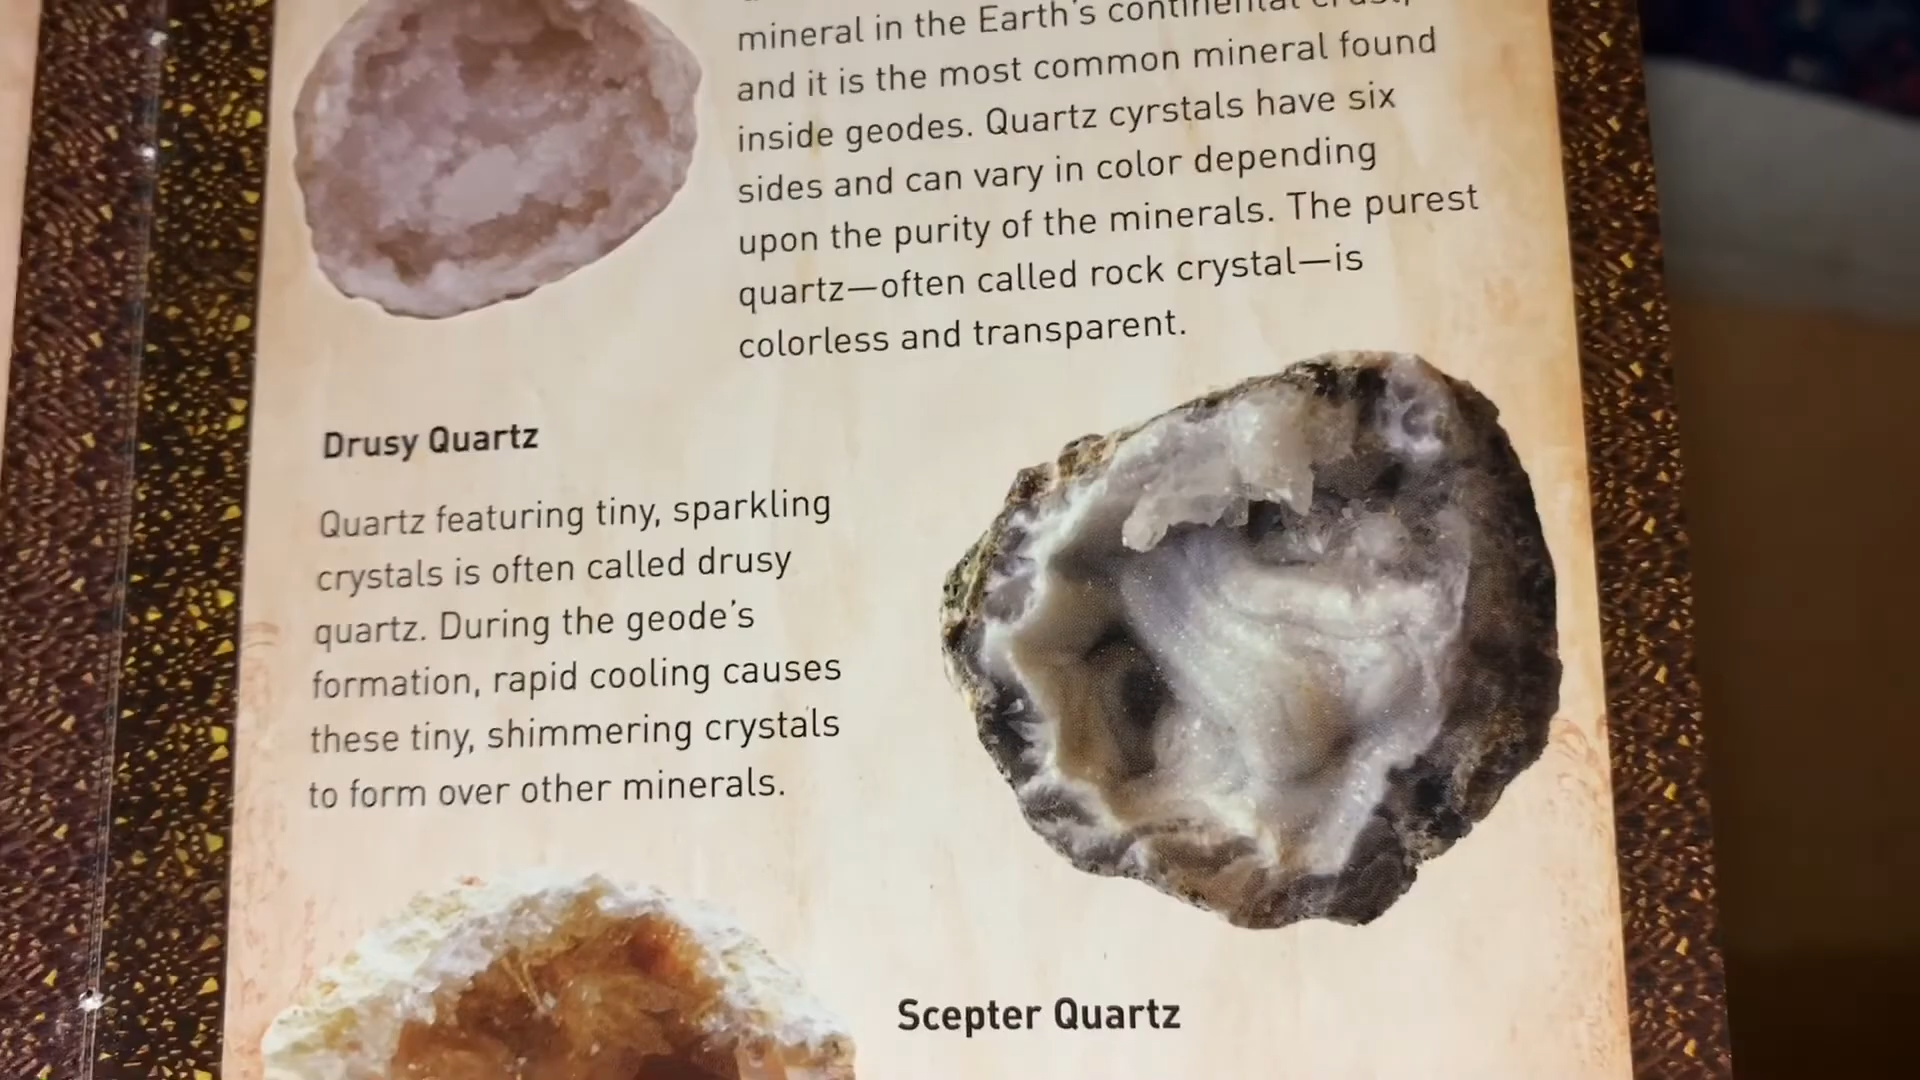 mineral in the Earth's continental crust,
and it is the most common mineral found
inside geodes. Quartz cyrstals have six
sides and can vary in color depending
upon the purity of the minerals. The purest
quartz—often called rock crystal—is
colorless and transparent.
Drusy Quartz
Quartz featuring tiny, sparkling
crystals is often called drusy
quartz. During the geode's
formation, rapid cooling causes
these tiny, shimmering crystals
to form over other minerals.
Scepter Quartz